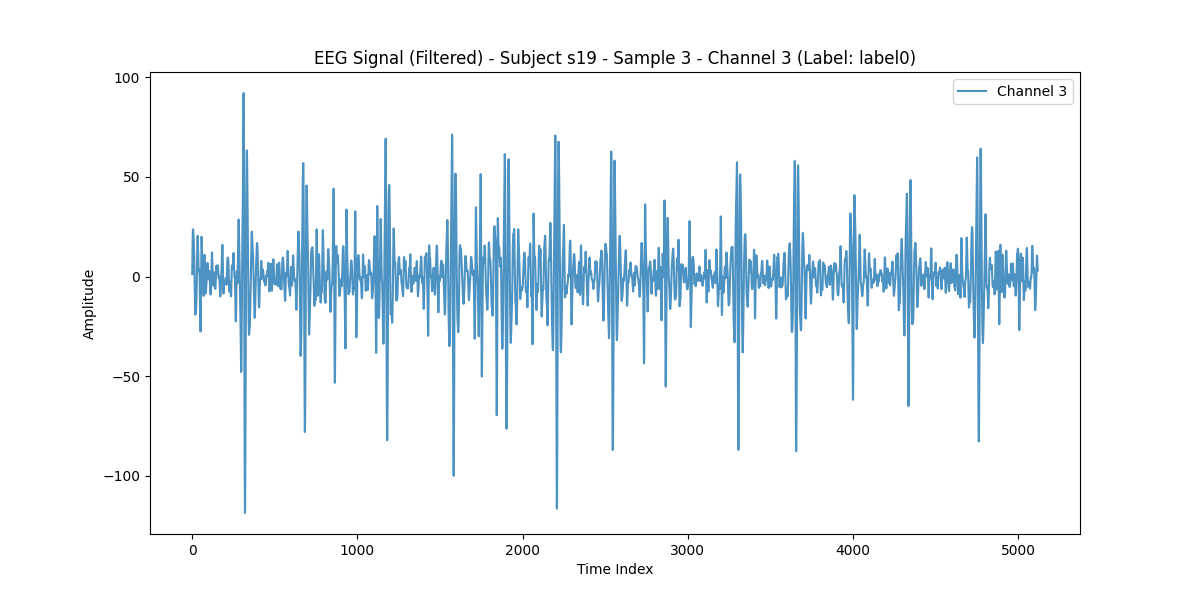 EEG Signal (Filtered) - Subject s19 - Sample 3 - Channel 3 (Label: label0)
Channel 3
100
50
0
−50
−100
Amplitude
0 1000 2000 3000 4000 5000
Time Index